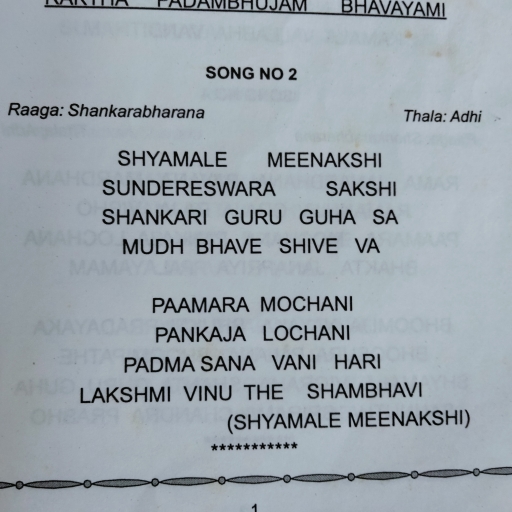 KARTHA PADAMBHUJAM BHAVAYAMI
SONG NO 2
Raaga: Shankarabharana Thala: Adhi
SHYAMALE MEENAKSHI
SUNDERESWARA SAKSHI
SHANKARI GURU GUHA SA
MUDH BHAVE SHIVE VA
PAAMARA MOCHANI
PANKAJA LOCHANI
PADMA SANA VANI HARI
LAKSHMI VINU THE SHAMBHAVI
(SHYAMALE MEENAKSHI)
***********
1